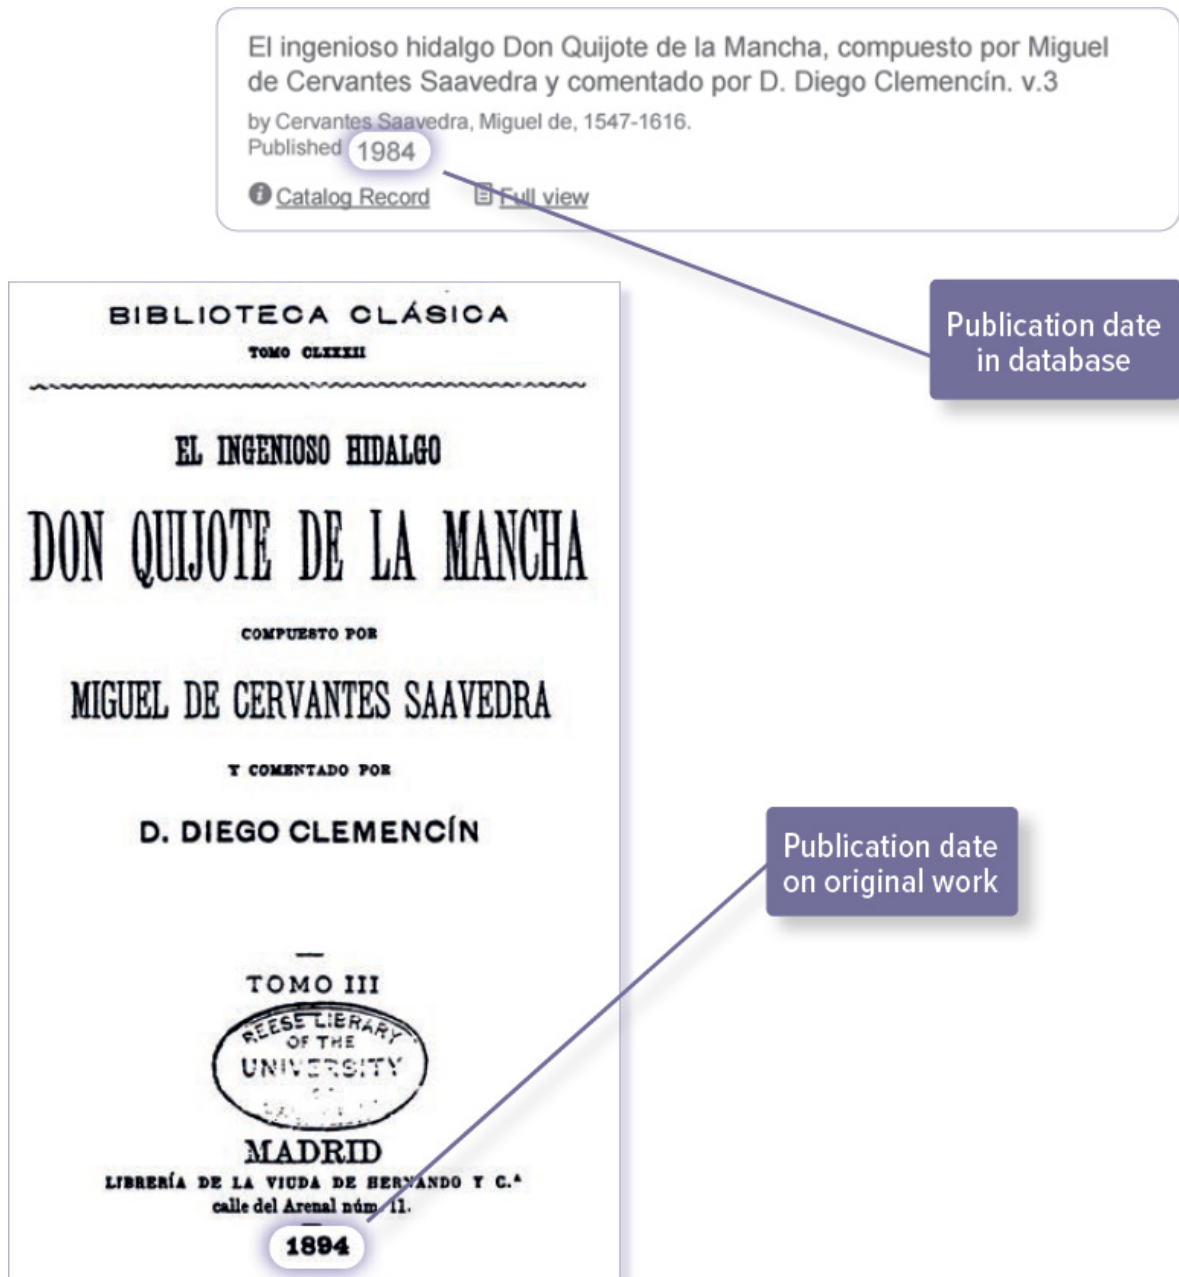 El ingenioso hidalgo Don Quijote de la Mancha, compuesto por Miguel
de Cervantes Saavedra y comentado por D. Diego Clemencín. v.3
by Cervantes Saavedra, Miguel de, 1547-1616.
Published 1984
Catalog Record Full view
Publication date
in database
BIBLIOTECA CLÁSICA
TOMO CLXXXII
EL INGENIOSO HIDALGO
DON QUIJOTE DE LA MANCHA
COMPUESTO POR
MIGUEL DE CERVANTES SAAVEDRA
Y COMENTADO POR
D. DIEGO CLEMENCÍN
Publication date
on original work
TOMO III
REESE LIBRARY
OF THE
UNIVERSITY
MADRID
LIBRERÍA DE LA VIUDA DE HERNANDO Y C.ª
calle del Arenal núm. 11.
1894